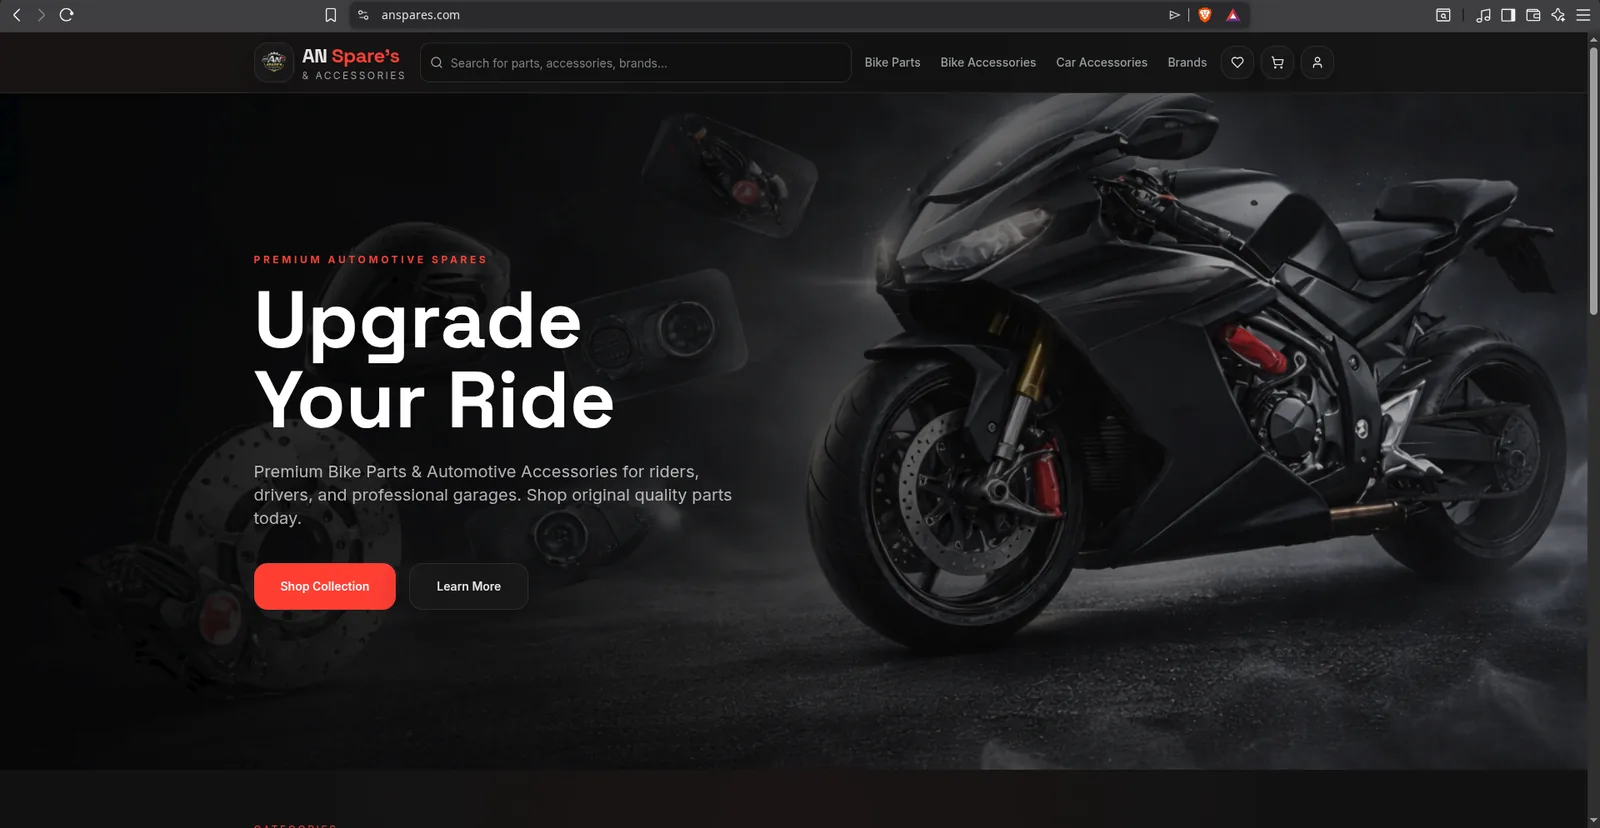 anspares.com
AN Spare's
& ACCESSORIES
Search for parts, accessories, brands...
Bike Parts
Bike Accessories
Car Accessories
Brands
PREMIUM AUTOMOTIVE SPARES
Upgrade
Your Ride
Premium Bike Parts & Automotive Accessories for riders,
drivers, and professional garages. Shop original quality parts
today.
Shop Collection
Learn More